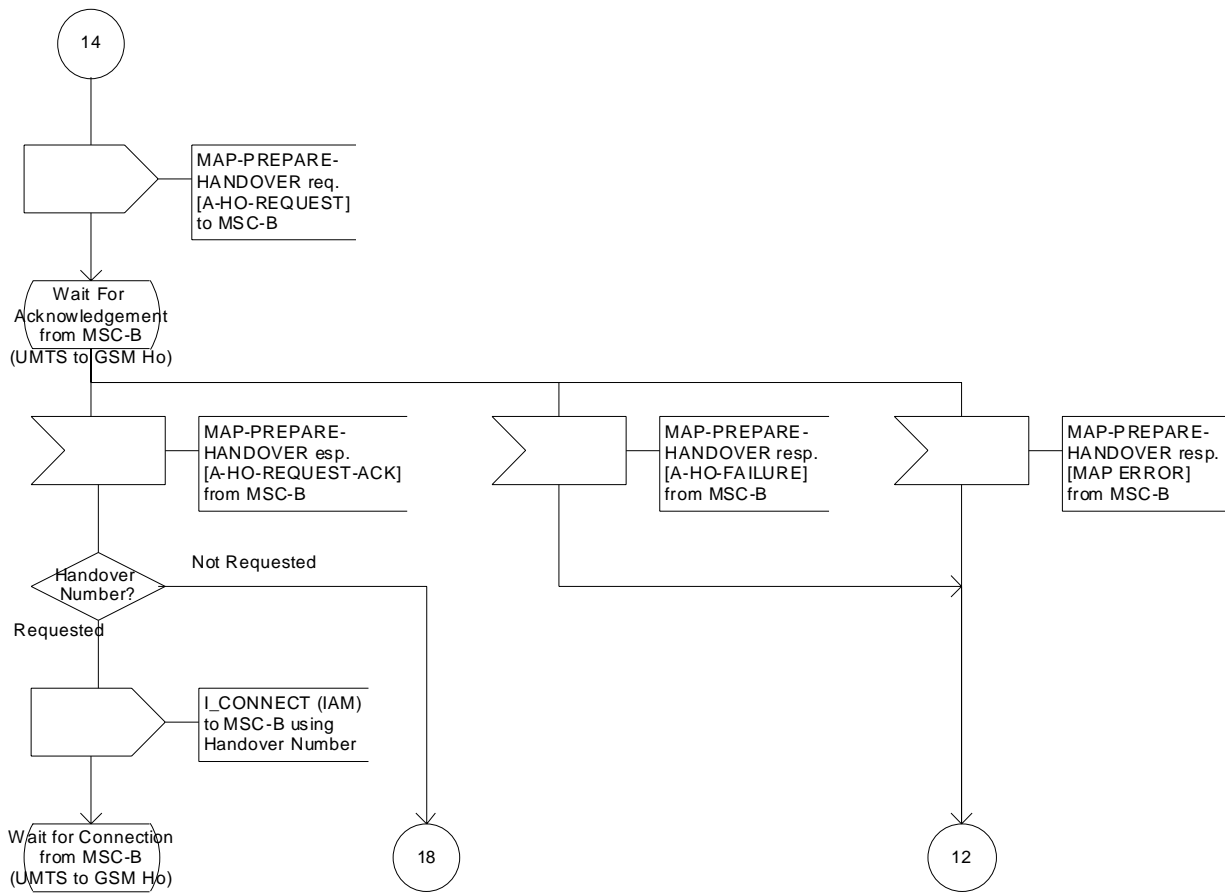 14
MAP-PREPARE-
HANDOVER req.
[A-HO-REQUEST]
to MSC-B
Wait For
Acknowledgement
from MSC-B
(UMTS to GSM Ho)
MAP-PREPARE-
HANDOVER esp.
[A-HO-REQUEST-ACK]
from MSC-B
MAP-PREPARE-
HANDOVER resp.
[A-HO-FAILURE]
from MSC-B
MAP-PREPARE-
HANDOVER resp.
[MAP ERROR]
from MSC-B
Handover
Number?
Not Requested
Requested
I_CONNECT (IAM)
to MSC-B using
Handover Number
Wait for Connection
from MSC-B
(UMTS to GSM Ho)
18
12